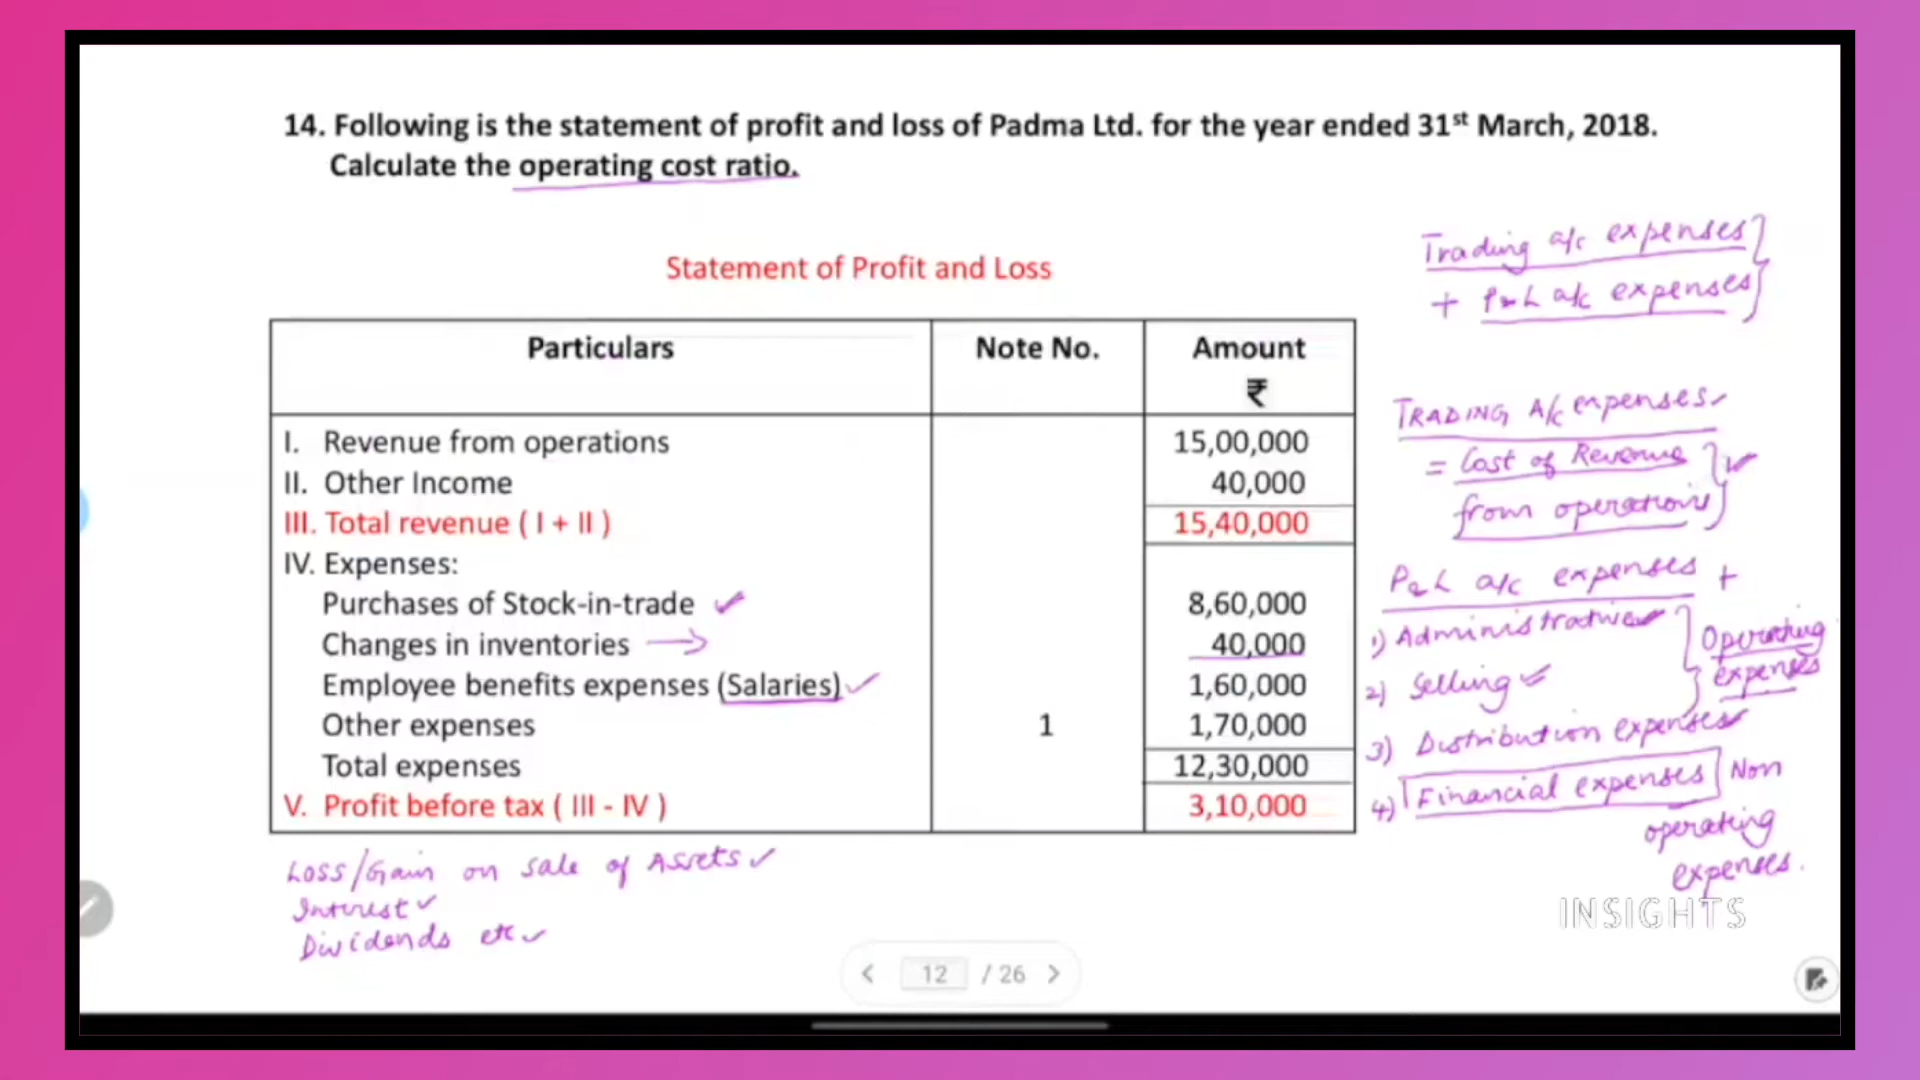 14. Following is the statement of profit and loss of Padma Ltd. for the year ended 31st March, 2018.
Calculate the operating cost ratio.
Statement of Profit and Loss
Particulars Note No. Amount
₹
I. Revenue from operations 15,00,000
II. Other Income 40,000
III. Total revenue ( I + II ) 15,40,000
IV. Expenses:
Purchases of Stock-in-trade ✓ 8,60,000
Changes in inventories → 40,000
Employee benefits expenses (Salaries) ✓ 1,60,000
Other expenses 1 1,70,000
Total expenses 12,30,000
V. Profit before tax ( III - IV ) 3,10,000
Loss/Gain on sale of Assets ✓
Interest ✓
Dividends etc ✓
Trading a/c expenses
+ P&L a/c expenses
TRADING A/c expenses
= Cost of Revenue
from operations
P&L a/c expenses +
1) Administrative
2) Selling ✓
Operating
expenses
3) Distribution expenses
4) Financial expenses Non
operating
expenses.
INSIGHTS
12 / 26